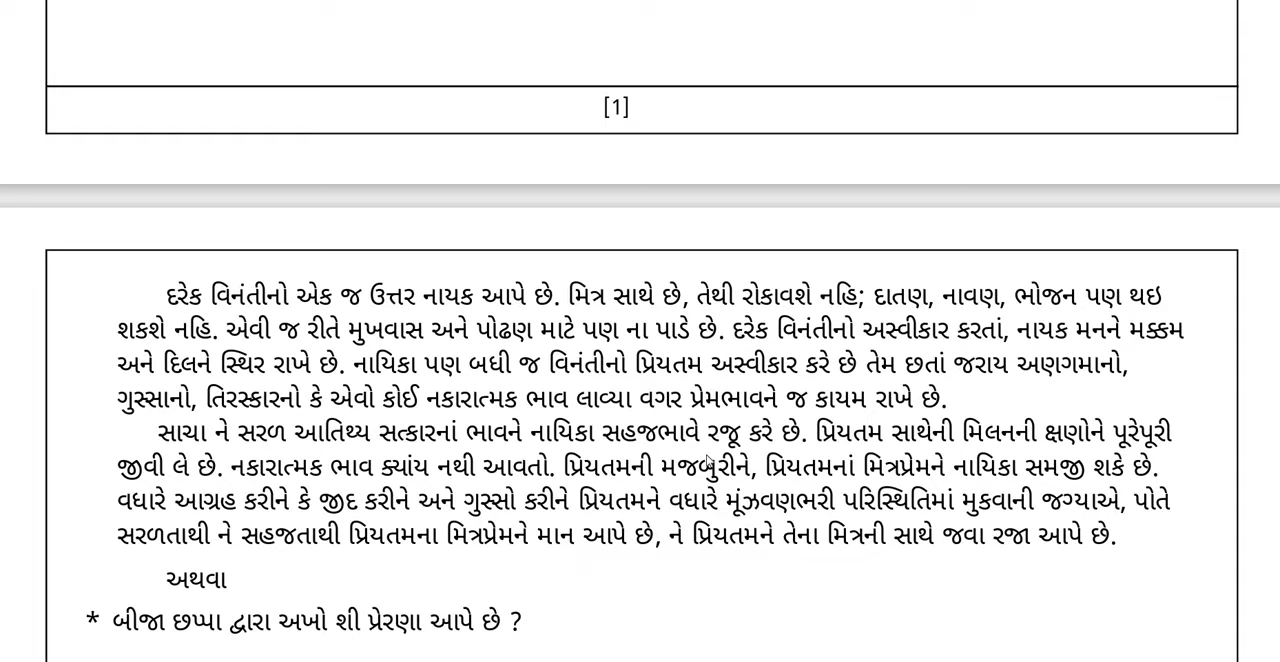 [1]
દરેક વિનંતીનો એક જ ઉત્તર નાયક આપે છે. મિત્ર સાથે છે, તેથી રોકાવશે નહિ; દાતણ, નાવણ, ભોજન પણ થઇ
શકશે નહિ. એવી જ રીતે મુખવાસ અને પોઢણ માટે પણ ના પાડે છે. દરેક વિનંતીનો અસ્વીકાર કરતાં, નાયક મનને મક્કમ
અને દિલને સ્થિર રાખે છે. નાયિકા પણ બધી જ વિનંતીનો પ્રિયતમ અસ્વીકાર કરે છે તેમ છતાં જરાય અણગમાનો,
ગુસ્સાનો, તિરસ્કારનો કે એવો કોઈ નકારાત્મક ભાવ લાવ્યા વગર પ્રેમભાવને જ કાયમ રાખે છે.
સાચા ને સરળ આતિથ્ય સત્કારનાં ભાવને નાયિકા સહજભાવે રજૂ કરે છે. પ્રિયતમ સાથેની મિલનની ક્ષણોને પૂરેપૂરી
જીવી લે છે. નકારાત્મક ભાવ ક્યાંય નથી આવતો. પ્રિયતમની મજબુરીને, પ્રિયતમનાં મિત્રપ્રેમને નાયિકા સમજી શકે છે.
વધારે આગ્રહ કરીને કે જીદ કરીને અને ગુસ્સો કરીને પ્રિયતમને વધારે મૂંઝવણભરી પરિસ્થિતિમાં મુકવાની જગ્યાએ, પોતે
સરળતાથી ને સહજતાથી પ્રિયતમના મિત્રપ્રેમને માન આપે છે, ને પ્રિયતમને તેના મિત્રની સાથે જવા રજા આપે છે.
અથવા
* બીજા છપ્પા દ્વારા અખો શી પ્રેરણા આપે છે ?